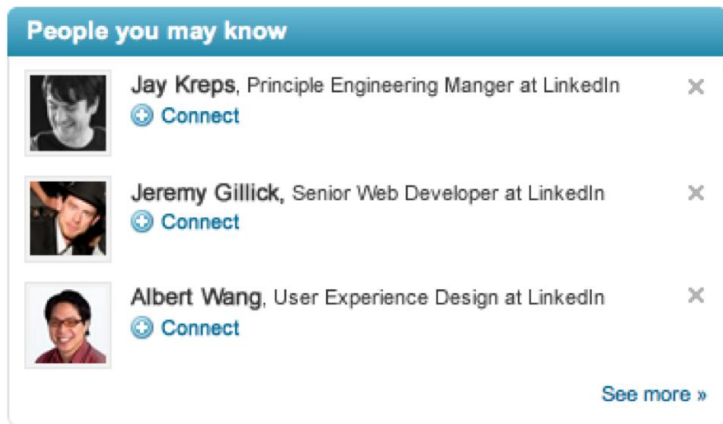 People you may know
Jay Kreps, Principle Engineering Manger at LinkedIn
Connect
Jeremy Gillick, Senior Web Developer at LinkedIn
Connect
Albert Wang, User Experience Design at LinkedIn
Connect
See more »